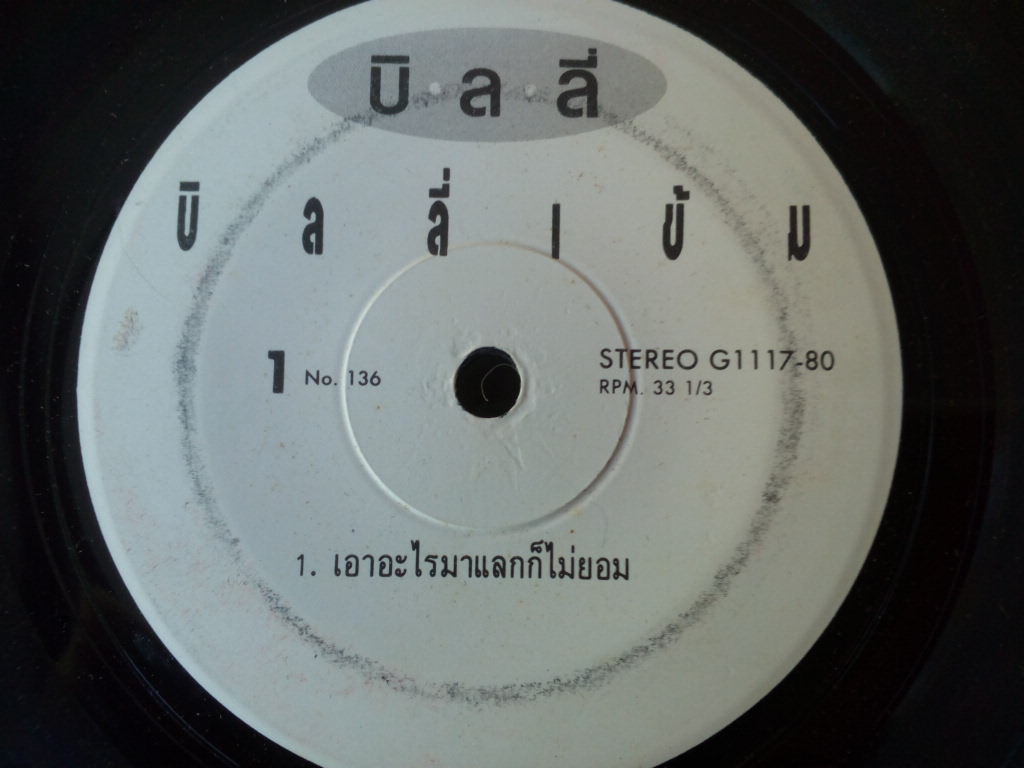 บิ·ล·ลี่
บิลลี่เข้ม
1 No. 136
STEREO G1117-80
RPM. 33 1/3
1. เอาอะไรมาแลกก็ไม่ยอม